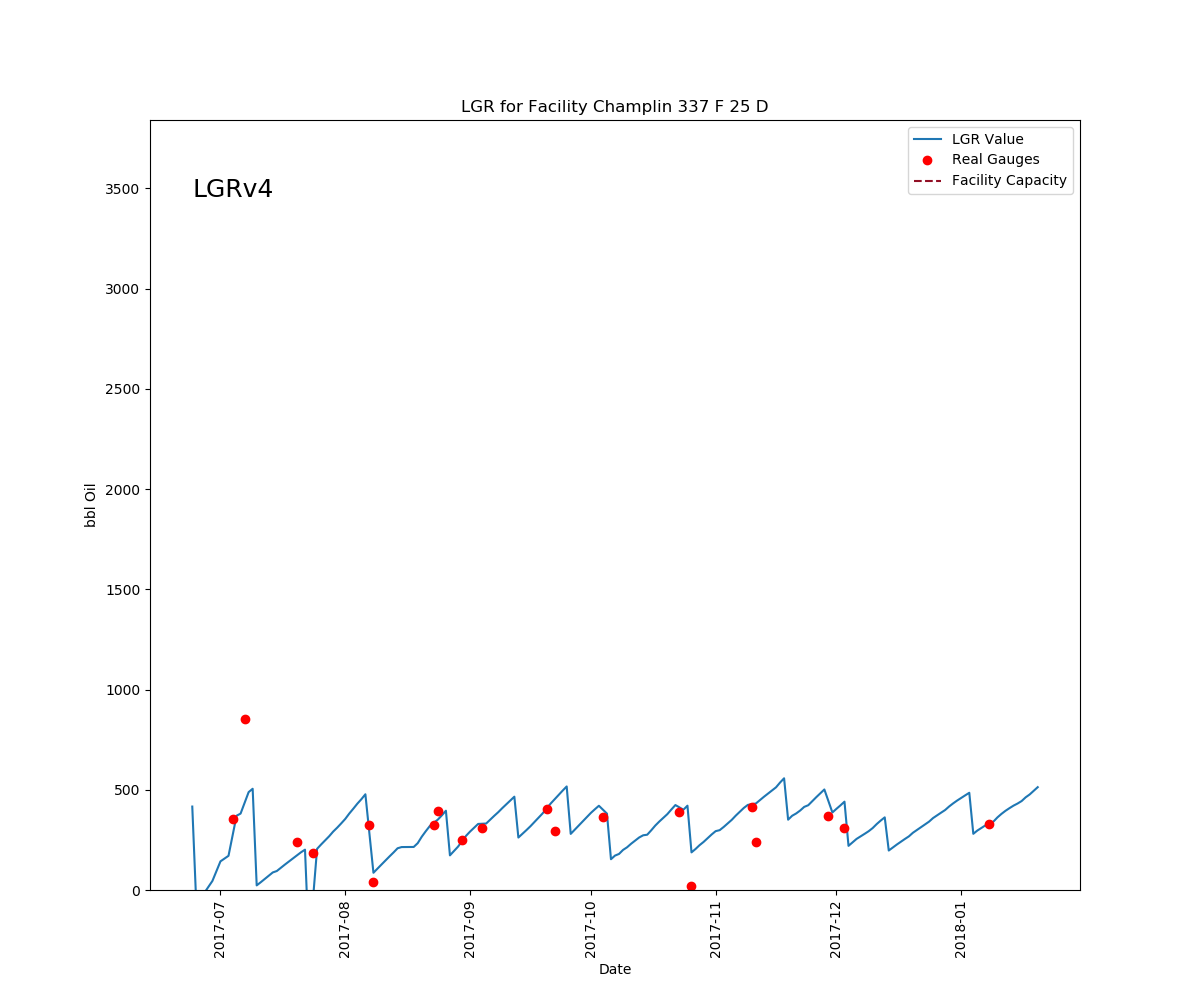 LGR for Facility Champlin 337 F 25 D
LGR Value
Real Gauges
Facility Capacity
LGRv4
3500
3000
2500
2000
1500
1000
500
0
bbl Oil
2017-07
2017-08
2017-09
2017-10
2017-11
2017-12
2018-01
Date